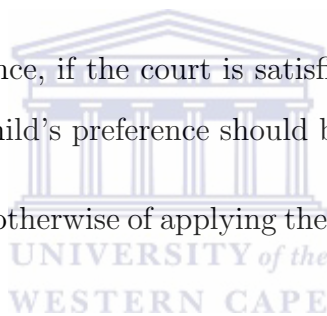 nce, if the court is satisf
hild's preference should b
otherwise of applying the
UNIVERSITY of the
WESTERN CAPE